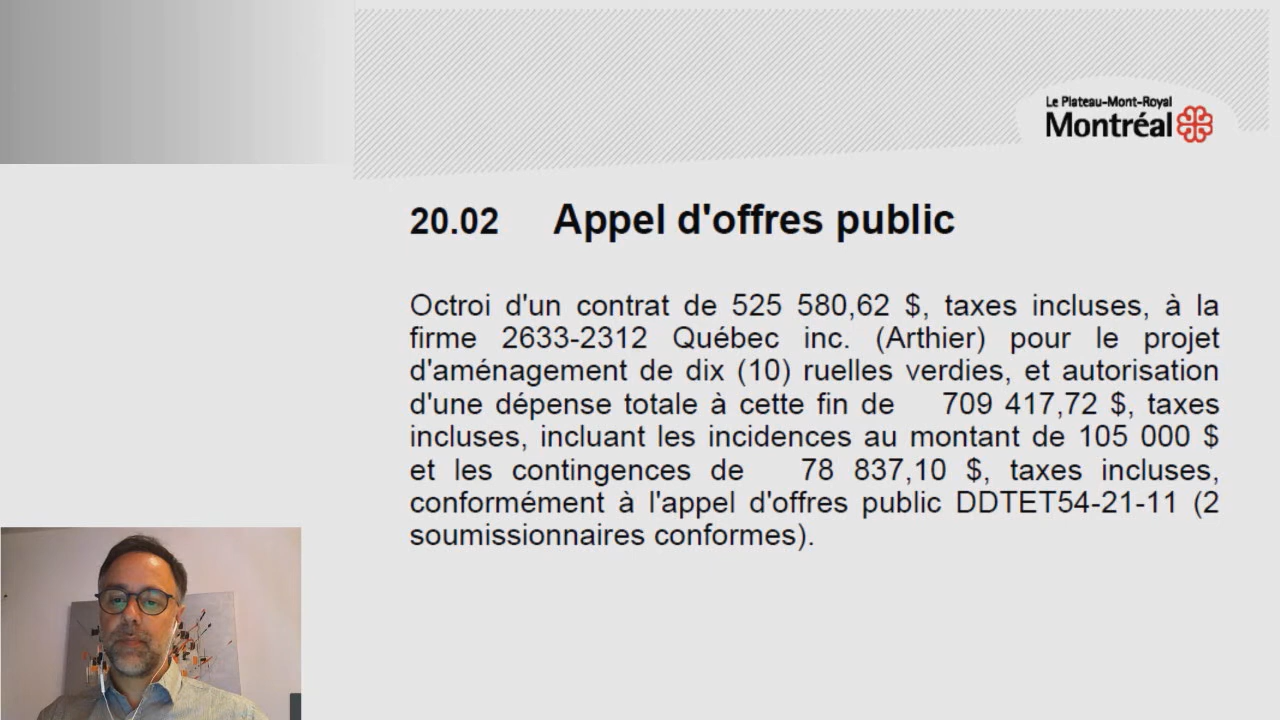 Le Plateau-Mont-Royal
Montréal
20.02 Appel d'offres public
Octroi d'un contrat de 525 580,62 $, taxes incluses, à la
firme 2633-2312 Québec inc. (Arthier) pour le projet
d'aménagement de dix (10) ruelles verdies, et autorisation
d'une dépense totale à cette fin de 709 417,72 $, taxes
incluses, incluant les incidences au montant de 105 000 $
et les contingences de 78 837,10 $, taxes incluses,
conformément à l'appel d'offres public DDTET54-21-11 (2
soumissionnaires conformes).